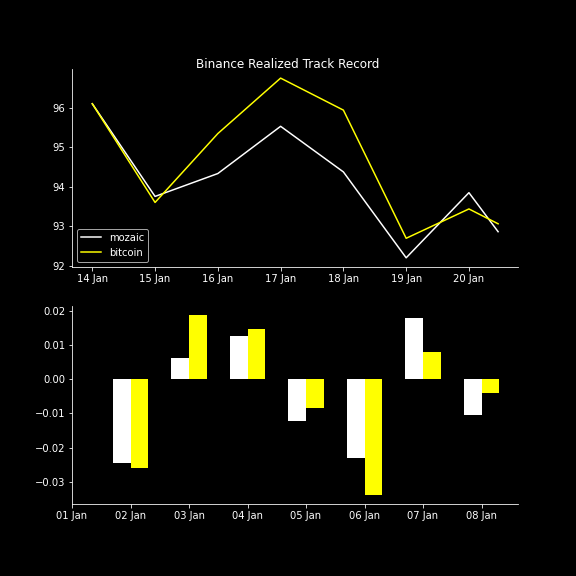 Binance Realized Track Record
96
95
94
93
92
mozaic
bitcoin
14 Jan 15 Jan 16 Jan 17 Jan 18 Jan 19 Jan 20 Jan
0.02
0.01
0.00
−0.01
−0.02
−0.03
01 Jan 02 Jan 03 Jan 04 Jan 05 Jan 06 Jan 07 Jan 08 Jan